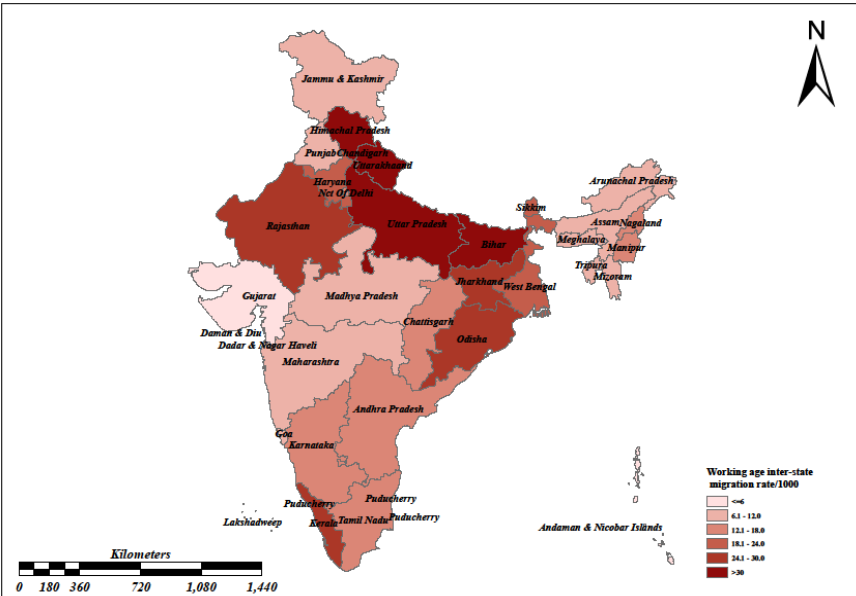 N
Jammu & Kashmir
Himachal Pradesh
Punjab
Chandigarh
Uttarakhand
Haryana
Nct Of Delhi
Arunachal Pradesh
Sikkim
Rajasthan
Uttar Pradesh
Assam
Nagaland
Bihar
Meghalaya
Manipur
Tripura
Mizoram
Gujarat
Madhya Pradesh
Jharkhand
West Bengal
Chattisgarh
Daman & Diu
Dadar & Nagar Haveli
Odisha
Maharashtra
Andhra Pradesh
Goa
Karnataka
Puducherry
Puducherry
Lakshadweep
Kerala
Tamil Nadu
Puducherry
Andaman & Nicobar Islands
Working age inter-state
migration rate/1000
<=6
6.1 - 12.0
12.1 - 18.0
18.1 - 24.0
24.1 - 30.0
>30
Kilometers
0 180 360 720 1,080 1,440